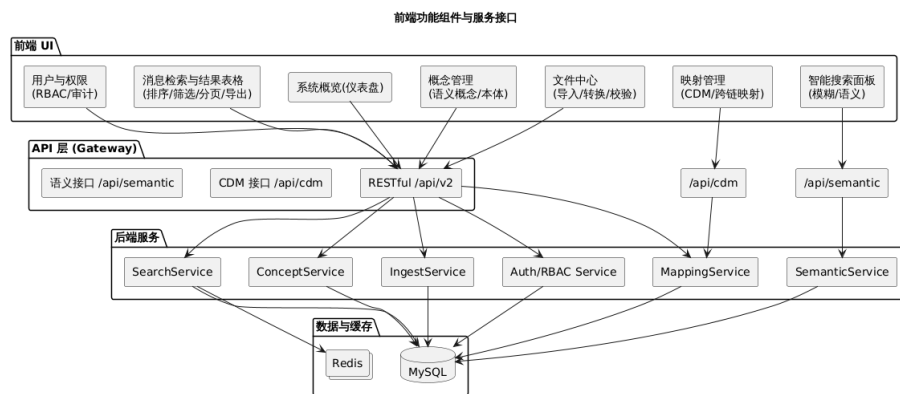 前端功能组件与服务接口
前端 UI
用户与权限
(RBAC/审计)
消息检索与结果表格
(排序/筛选/分页/导出)
系统概览(仪表盘)
概念管理
(语义概念/本体)
文件中心
(导入/转换/校验)
映射管理
(CDM/跨链映射)
智能搜索面板
(模糊/语义)
API 层 (Gateway)
语义接口 /api/semantic
CDM 接口 /api/cdm
RESTful /api/v2
/api/cdm
/api/semantic
后端服务
SearchService
ConceptService
IngestService
Auth/RBAC Service
MappingService
SemanticService
数据与缓存
Redis
MySQL